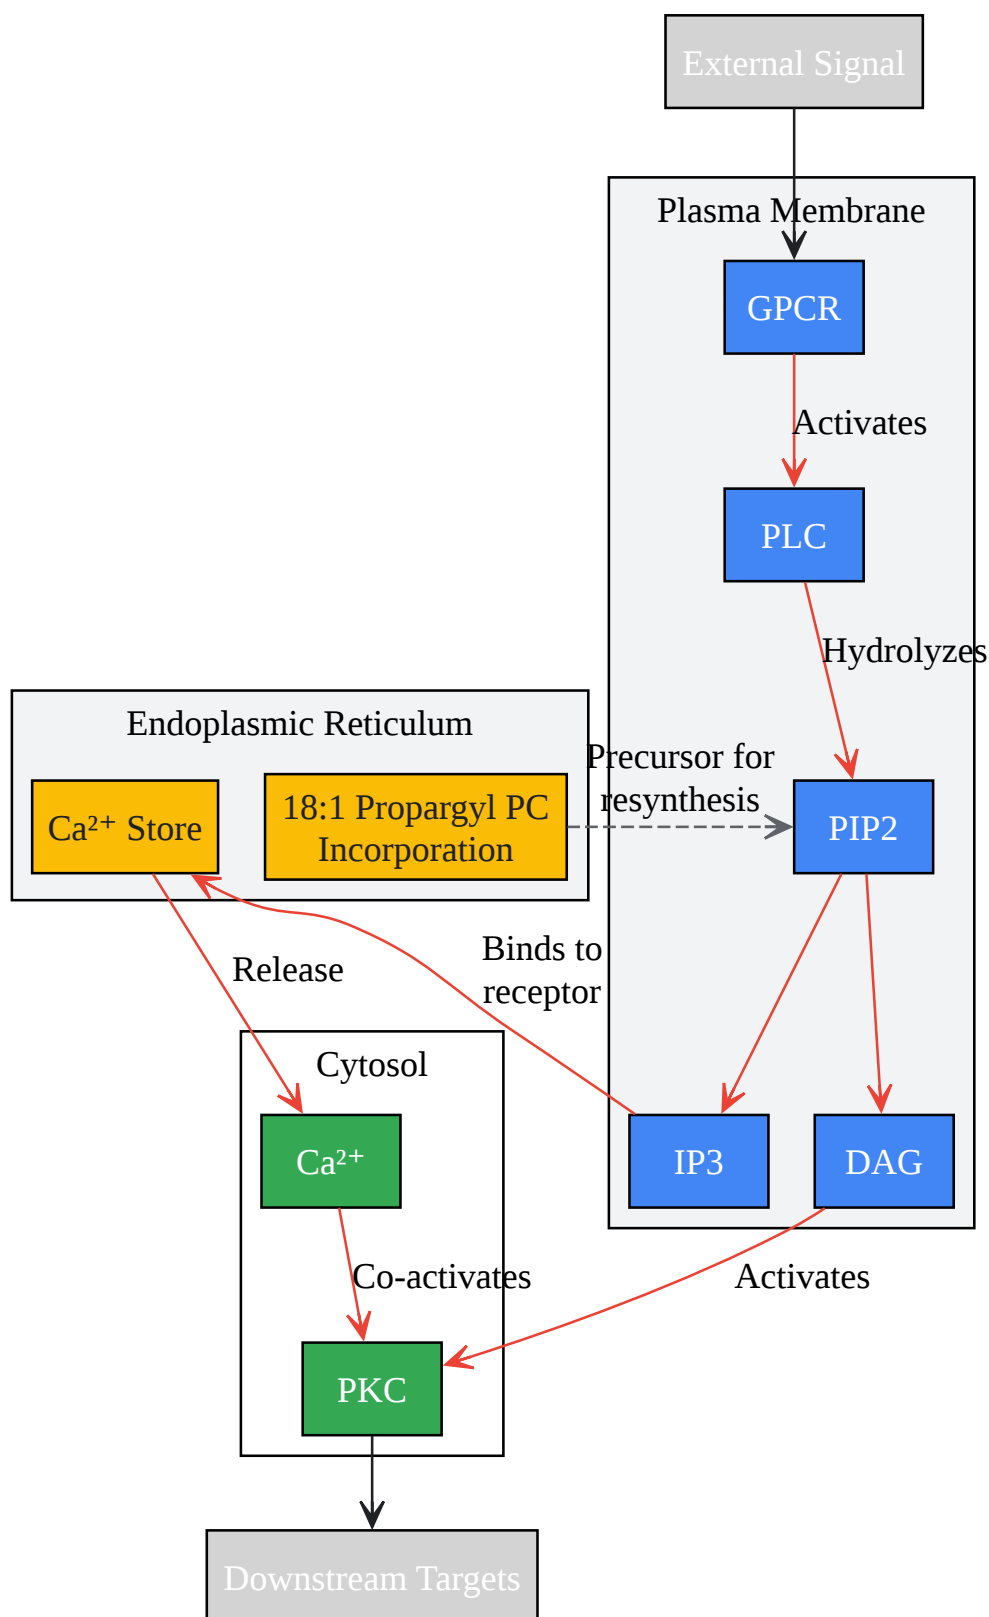 External Signal
Plasma Membrane
GPCR
Activates
PLC
Hydrolyzes
Endoplasmic Reticulum
Precursor for
resynthesis
Ca²⁺ Store
18:1 Propargyl PC
Incorporation
PIP2
Binds to
receptor
Release
Cytosol
Ca²⁺
IP3
DAG
Co-activates
Activates
PKC
Downstream Targets